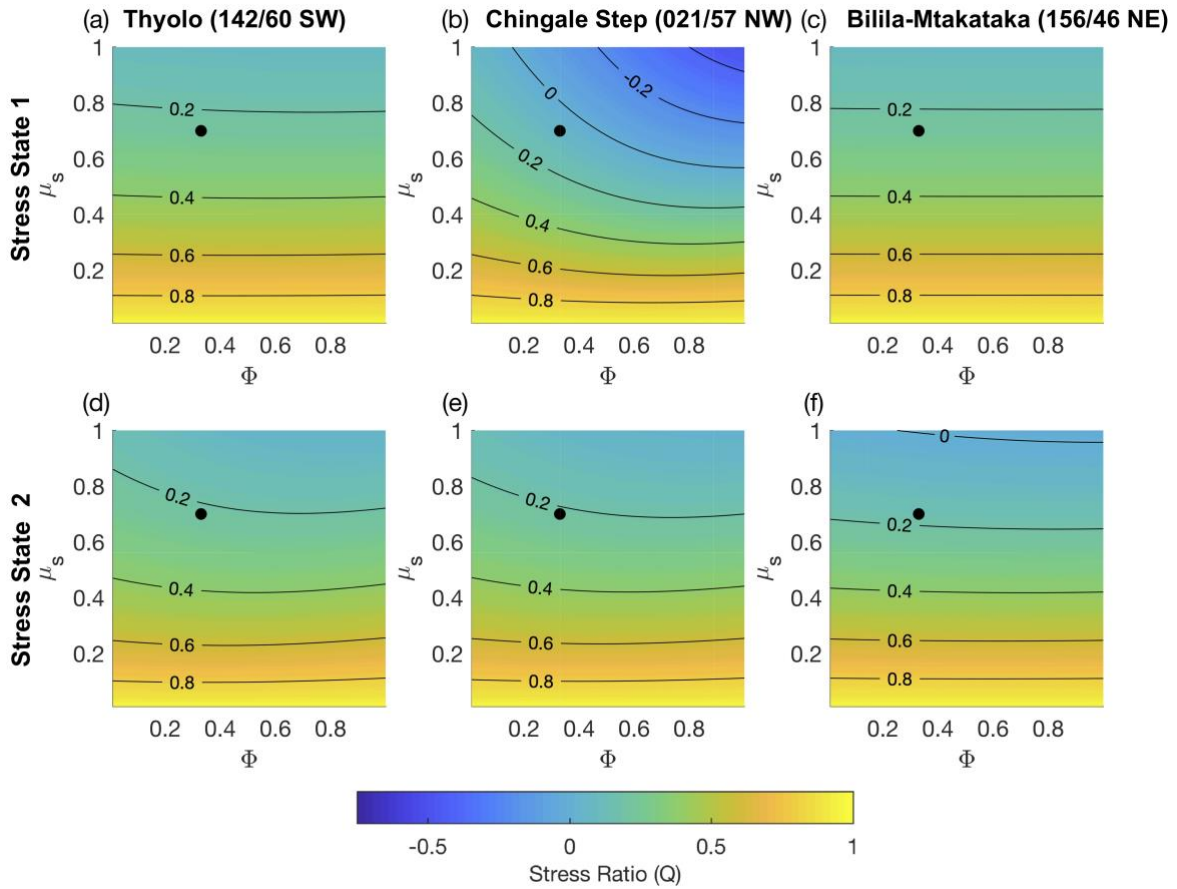 (a) Thyolo (142/60 SW)
(b) Chingale Step (021/57 NW)
(c) Bilila-Mtakataka (156/46 NE)
Stress State 1
μs
1
0.8
0.6
0.4
0.2
0.2
0.4
0.6
0.8
0.2 0.4 0.6 0.8
Φ
μs
1
0.8
0.6
0.4
0.2
-0.2
0
0.2
0.4
0.6
0.8
0.2 0.4 0.6 0.8
Φ
μs
1
0.8
0.6
0.4
0.2
0.2
0.4
0.6
0.8
0.2 0.4 0.6 0.8
Φ
Stress State 2
(d)
μs
1
0.8
0.6
0.4
0.2
0.2
0.4
0.6
0.8
0.2 0.4 0.6 0.8
Φ
(e)
μs
1
0.8
0.6
0.4
0.2
0.2
0.4
0.6
0.8
0.2 0.4 0.6 0.8
Φ
(f)
μs
1
0.8
0.6
0.4
0.2
0
0.2
0.4
0.6
0.8
0.2 0.4 0.6 0.8
Φ
-0.5 0 0.5 1
Stress Ratio (Q)